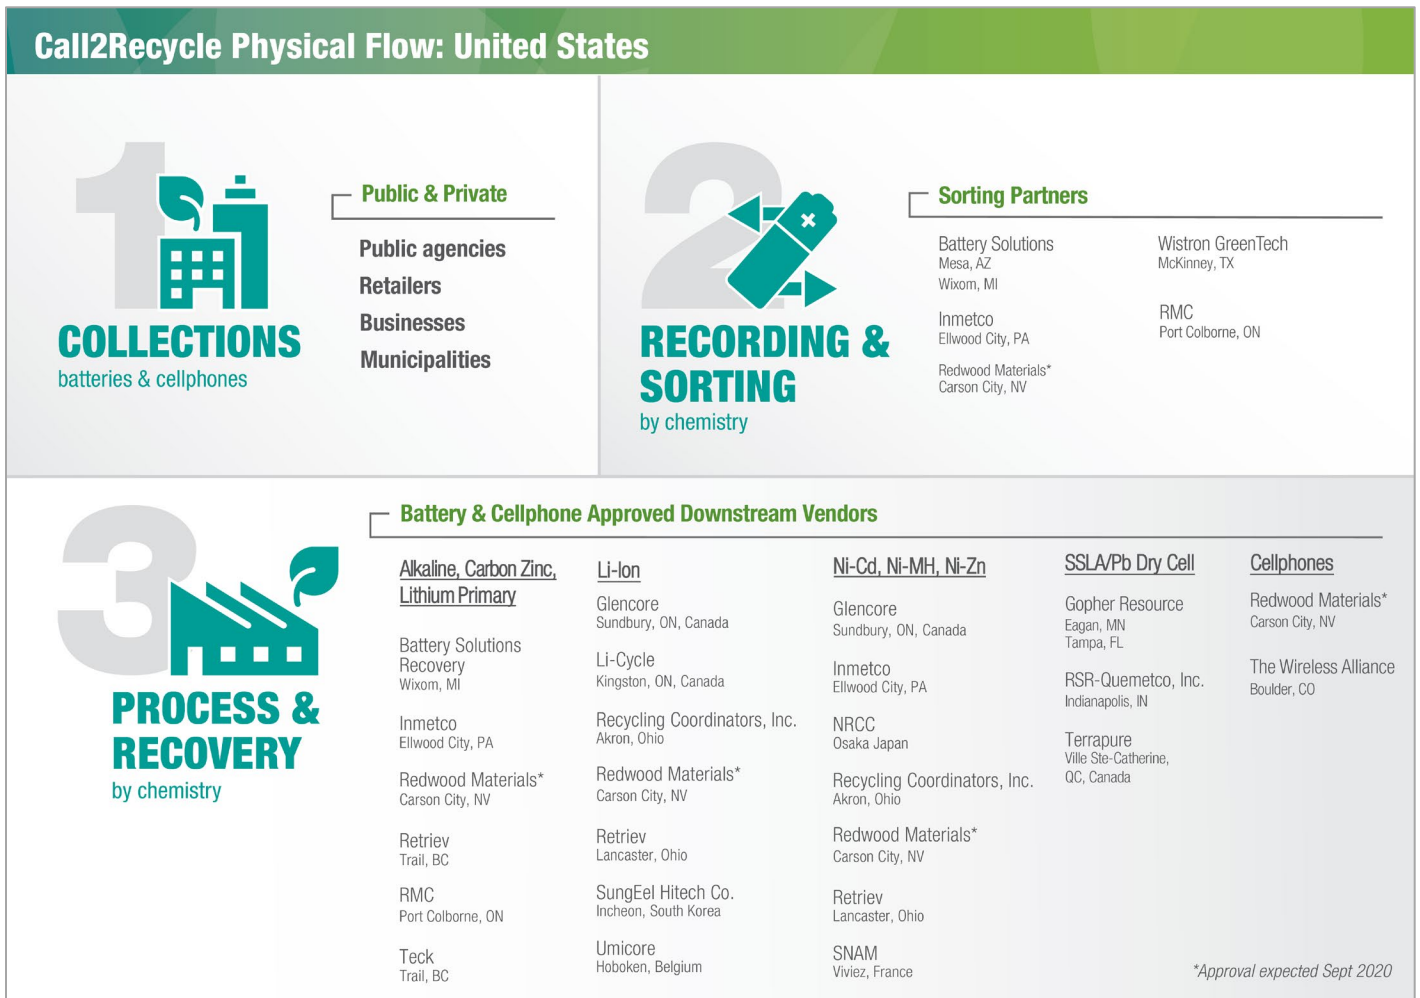 Call2Recycle Physical Flow: United States
1
COLLECTIONS
batteries & cellphones
Public & Private
Public agencies
Retailers
Businesses
Municipalities
2
RECORDING &
SORTING
by chemistry
Sorting Partners
Battery Solutions
Mesa, AZ
Wixom, MI
Inmetco
Ellwood City, PA
Redwood Materials*
Carson City, NV
Wistron GreenTech
McKinney, TX
RMC
Port Colborne, ON
3
PROCESS &
RECOVERY
by chemistry
Battery & Cellphone Approved Downstream Vendors
Alkaline, Carbon Zinc,
Lithium Primary
Battery Solutions
Recovery
Wixom, MI
Inmetco
Ellwood City, PA
Redwood Materials*
Carson City, NV
Retriev
Trail, BC
RMC
Port Colborne, ON
Teck
Trail, BC
Li-Ion
Glencore
Sundbury, ON, Canada
Li-Cycle
Kingston, ON, Canada
Recycling Coordinators, Inc.
Akron, Ohio
Redwood Materials*
Carson City, NV
Retriev
Lancaster, Ohio
SungEel Hitech Co.
Incheon, South Korea
Umicore
Hoboken, Belgium
Ni-Cd, Ni-MH, Ni-Zn
Glencore
Sundbury, ON, Canada
Inmetco
Ellwood City, PA
NRCC
Osaka Japan
Recycling Coordinators, Inc.
Akron, Ohio
Redwood Materials*
Carson City, NV
Retriev
Lancaster, Ohio
SNAM
Viviez, France
SSLA/Pb Dry Cell
Gopher Resource
Eagan, MN
Tampa, FL
RSR-Quemetco, Inc.
Indianapolis, IN
Terrapure
Ville Ste-Catherine,
QC, Canada
Cellphones
Redwood Materials*
Carson City, NV
The Wireless Alliance
Boulder, CO
*Approval expected Sept 2020